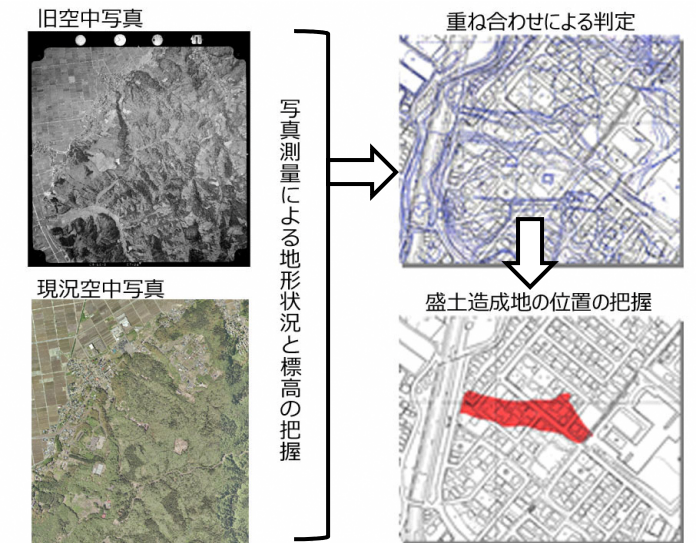 旧空中写真
現況空中写真
写真測量による地形状況と標高の把握
重ね合わせによる判定
盛土造成地の位置の把握